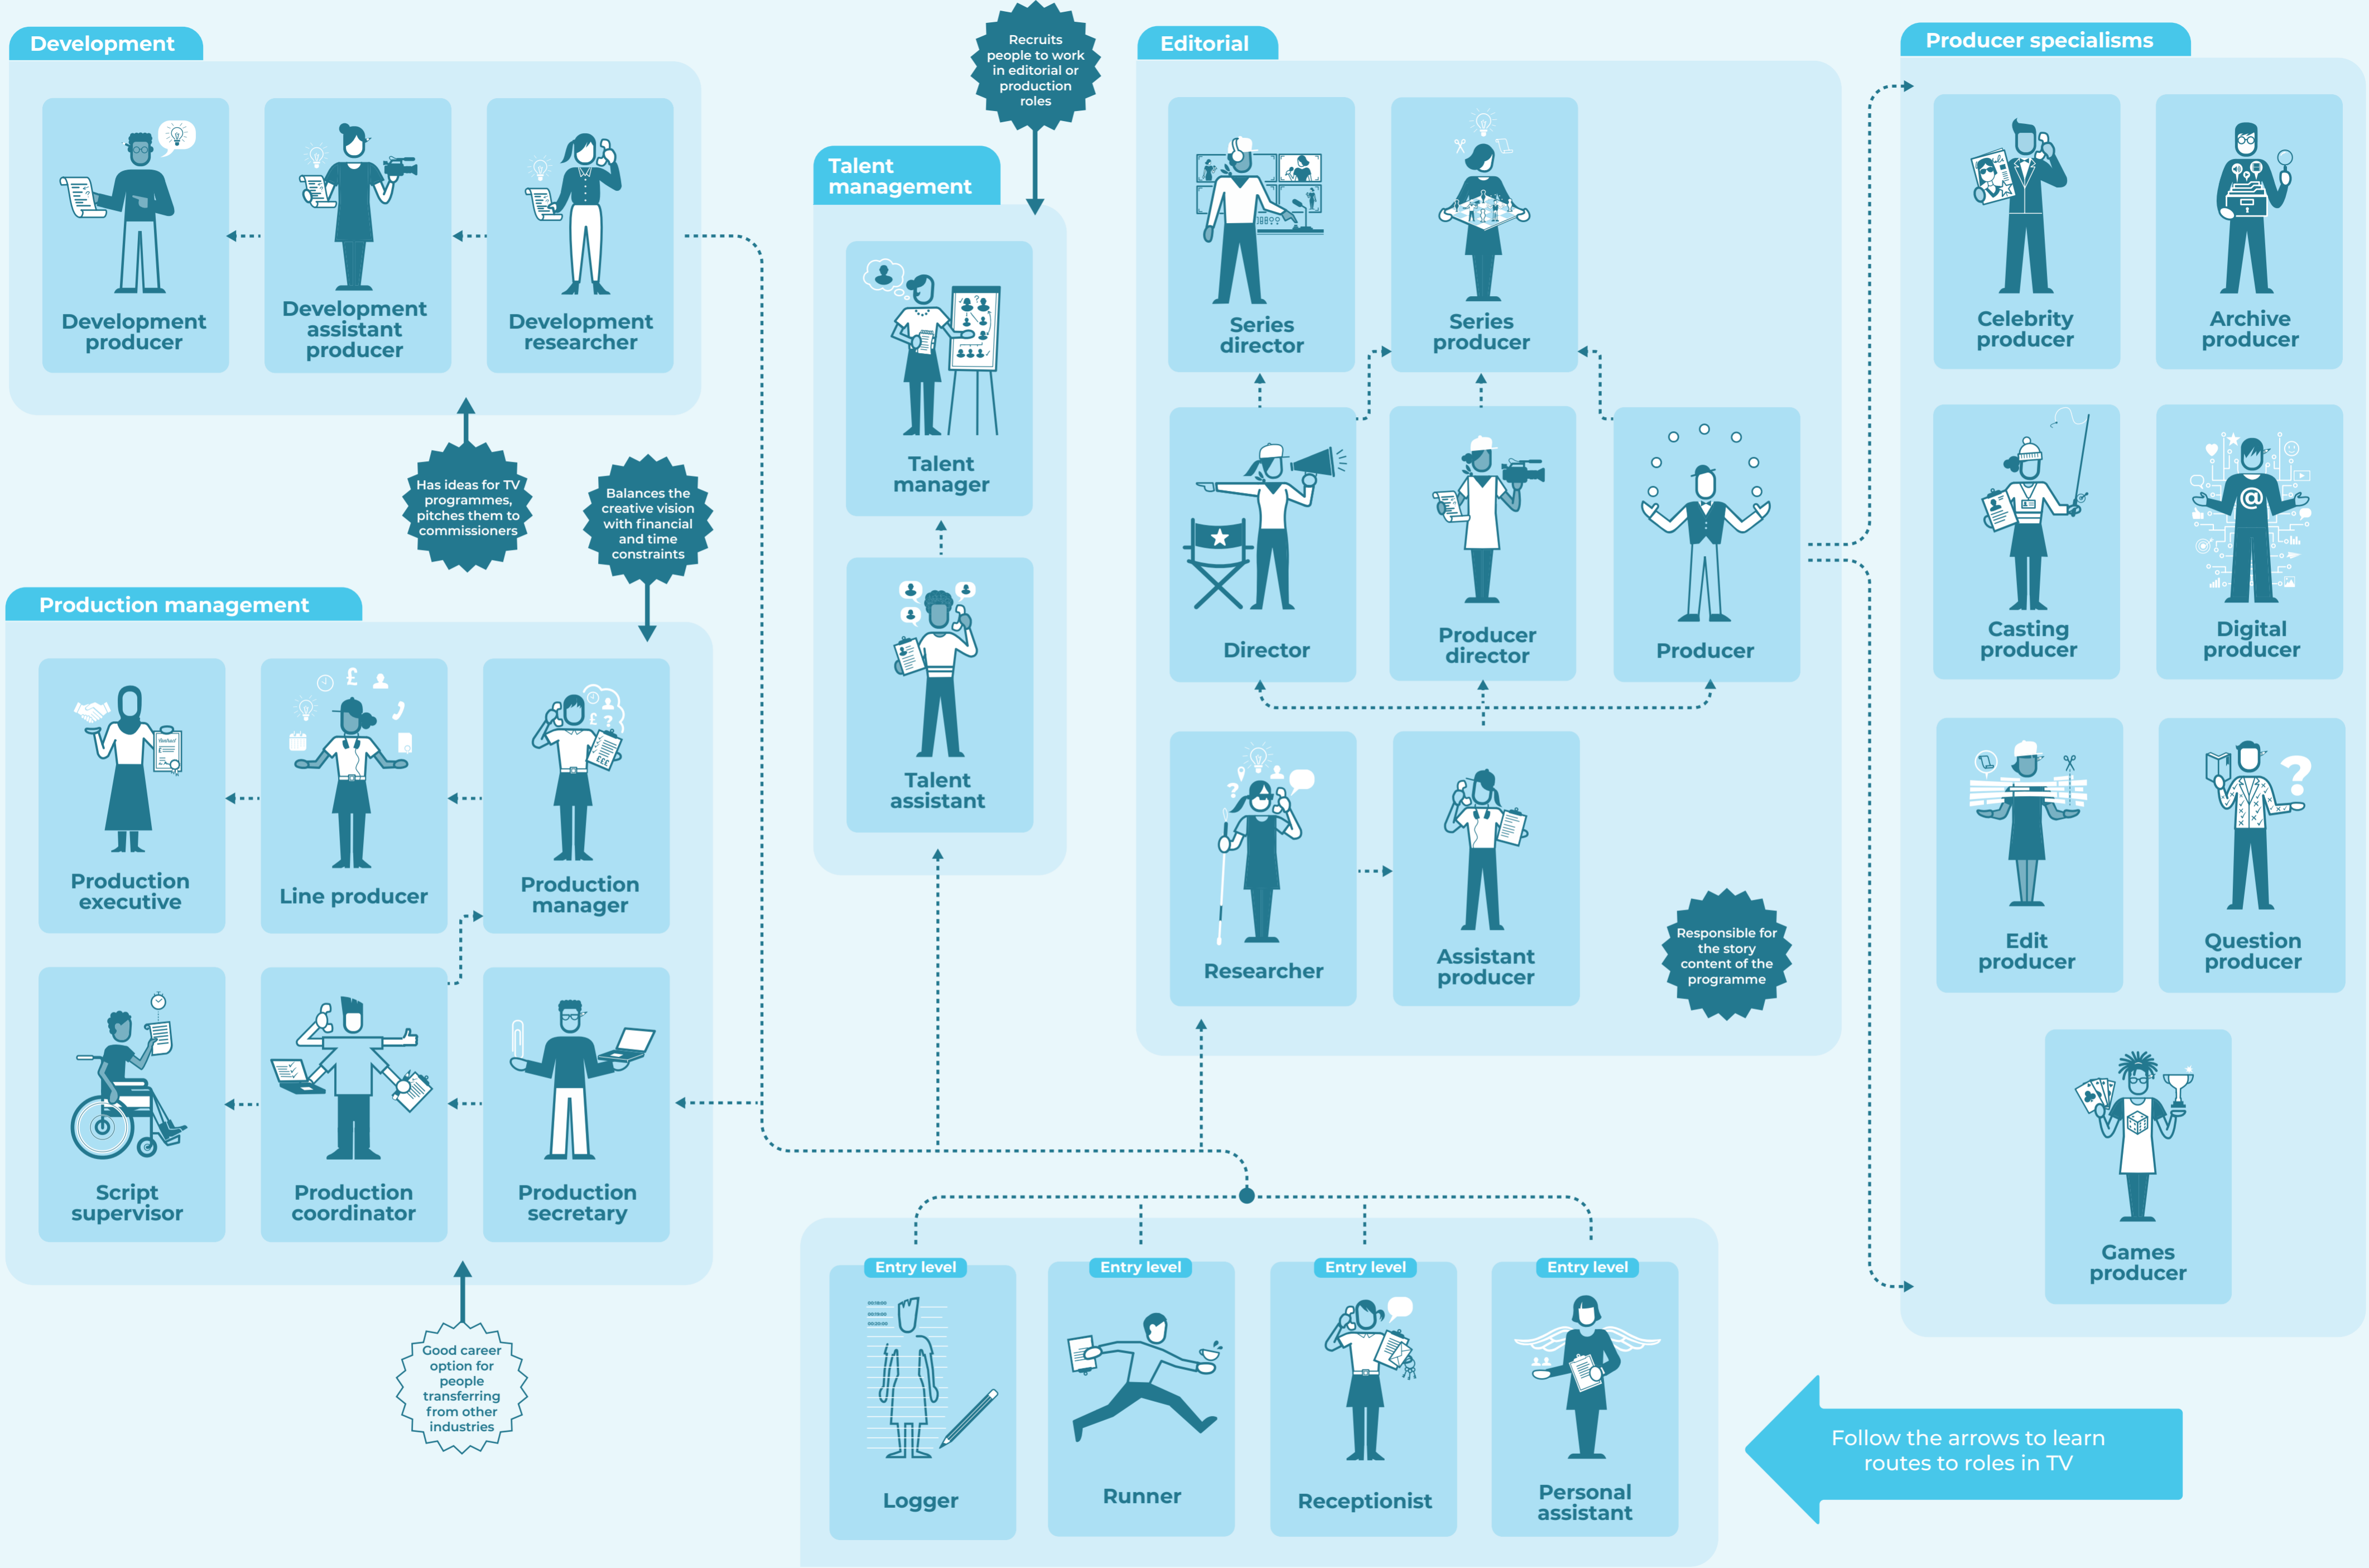 Development
Development
producer
Development
assistant
producer
Development
researcher
Has ideas for TV
programmes,
pitches them to
commissioners
Balances the
creative vision
with financial
and time
constraints
Production management
Production
executive
Line producer
Production
manager
Script
supervisor
Production
coordinator
Production
secretary
Good career
option for
people
transferring
from other
industries
Recruits
people to work
in editorial or
production
roles
Talent
management
Talent
manager
Talent
assistant
Editorial
Series
director
Series
producer
Director
Producer
director
Producer
Researcher
Assistant
producer
Responsible for
the story
content of the
programme
Producer specialisms
Celebrity
producer
Archive
producer
Casting
producer
@
Digital
producer
Edit
producer
?
Question
producer
Games
producer
Entry level
Logger
Entry level
Runner
Entry level
Receptionist
Entry level
Personal
assistant
Follow the arrows to learn
routes to roles in TV